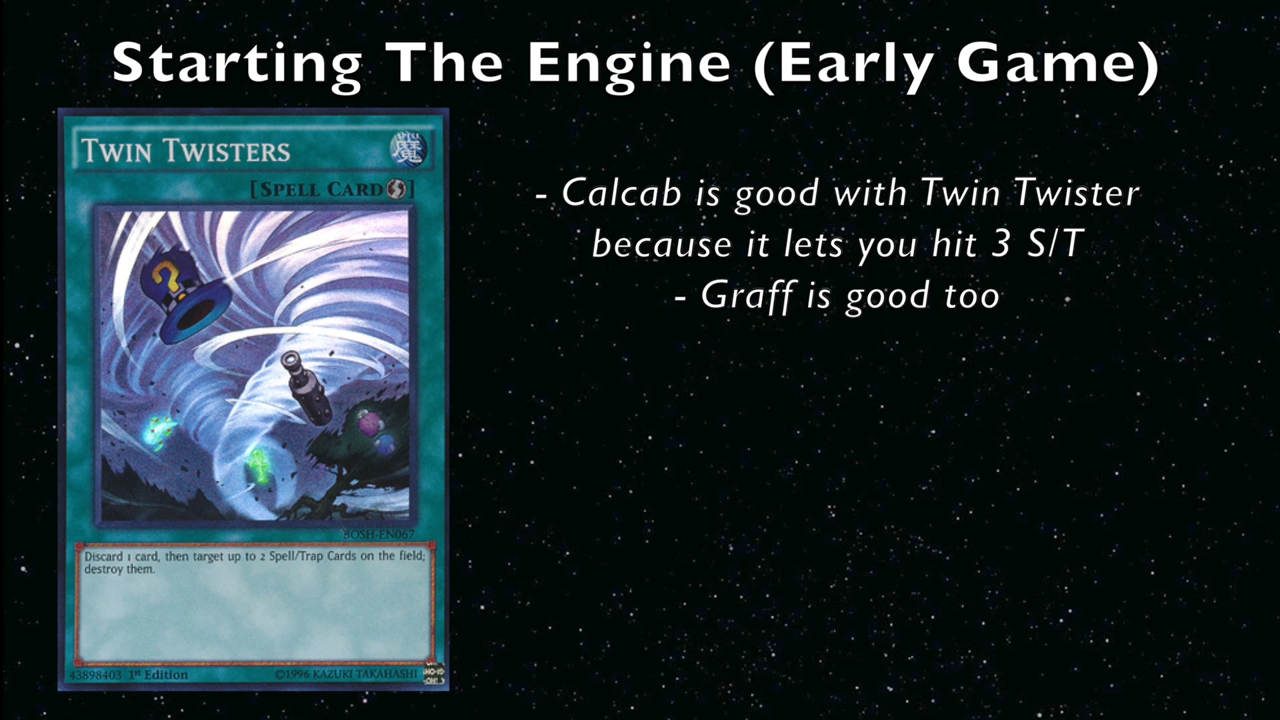 Starting The Engine (Early Game)
TWIN TWISTERS
魔
[SPELL CARD]
?
BOSH-EN067
Discard 1 card, then target up to 2 Spell/Trap Cards on the field;
destroy them.
43898403 1st Edition ©1996 KAZUKI TAKAHASHI
- Calcab is good with Twin Twister
because it lets you hit 3 S/T
- Graff is good too